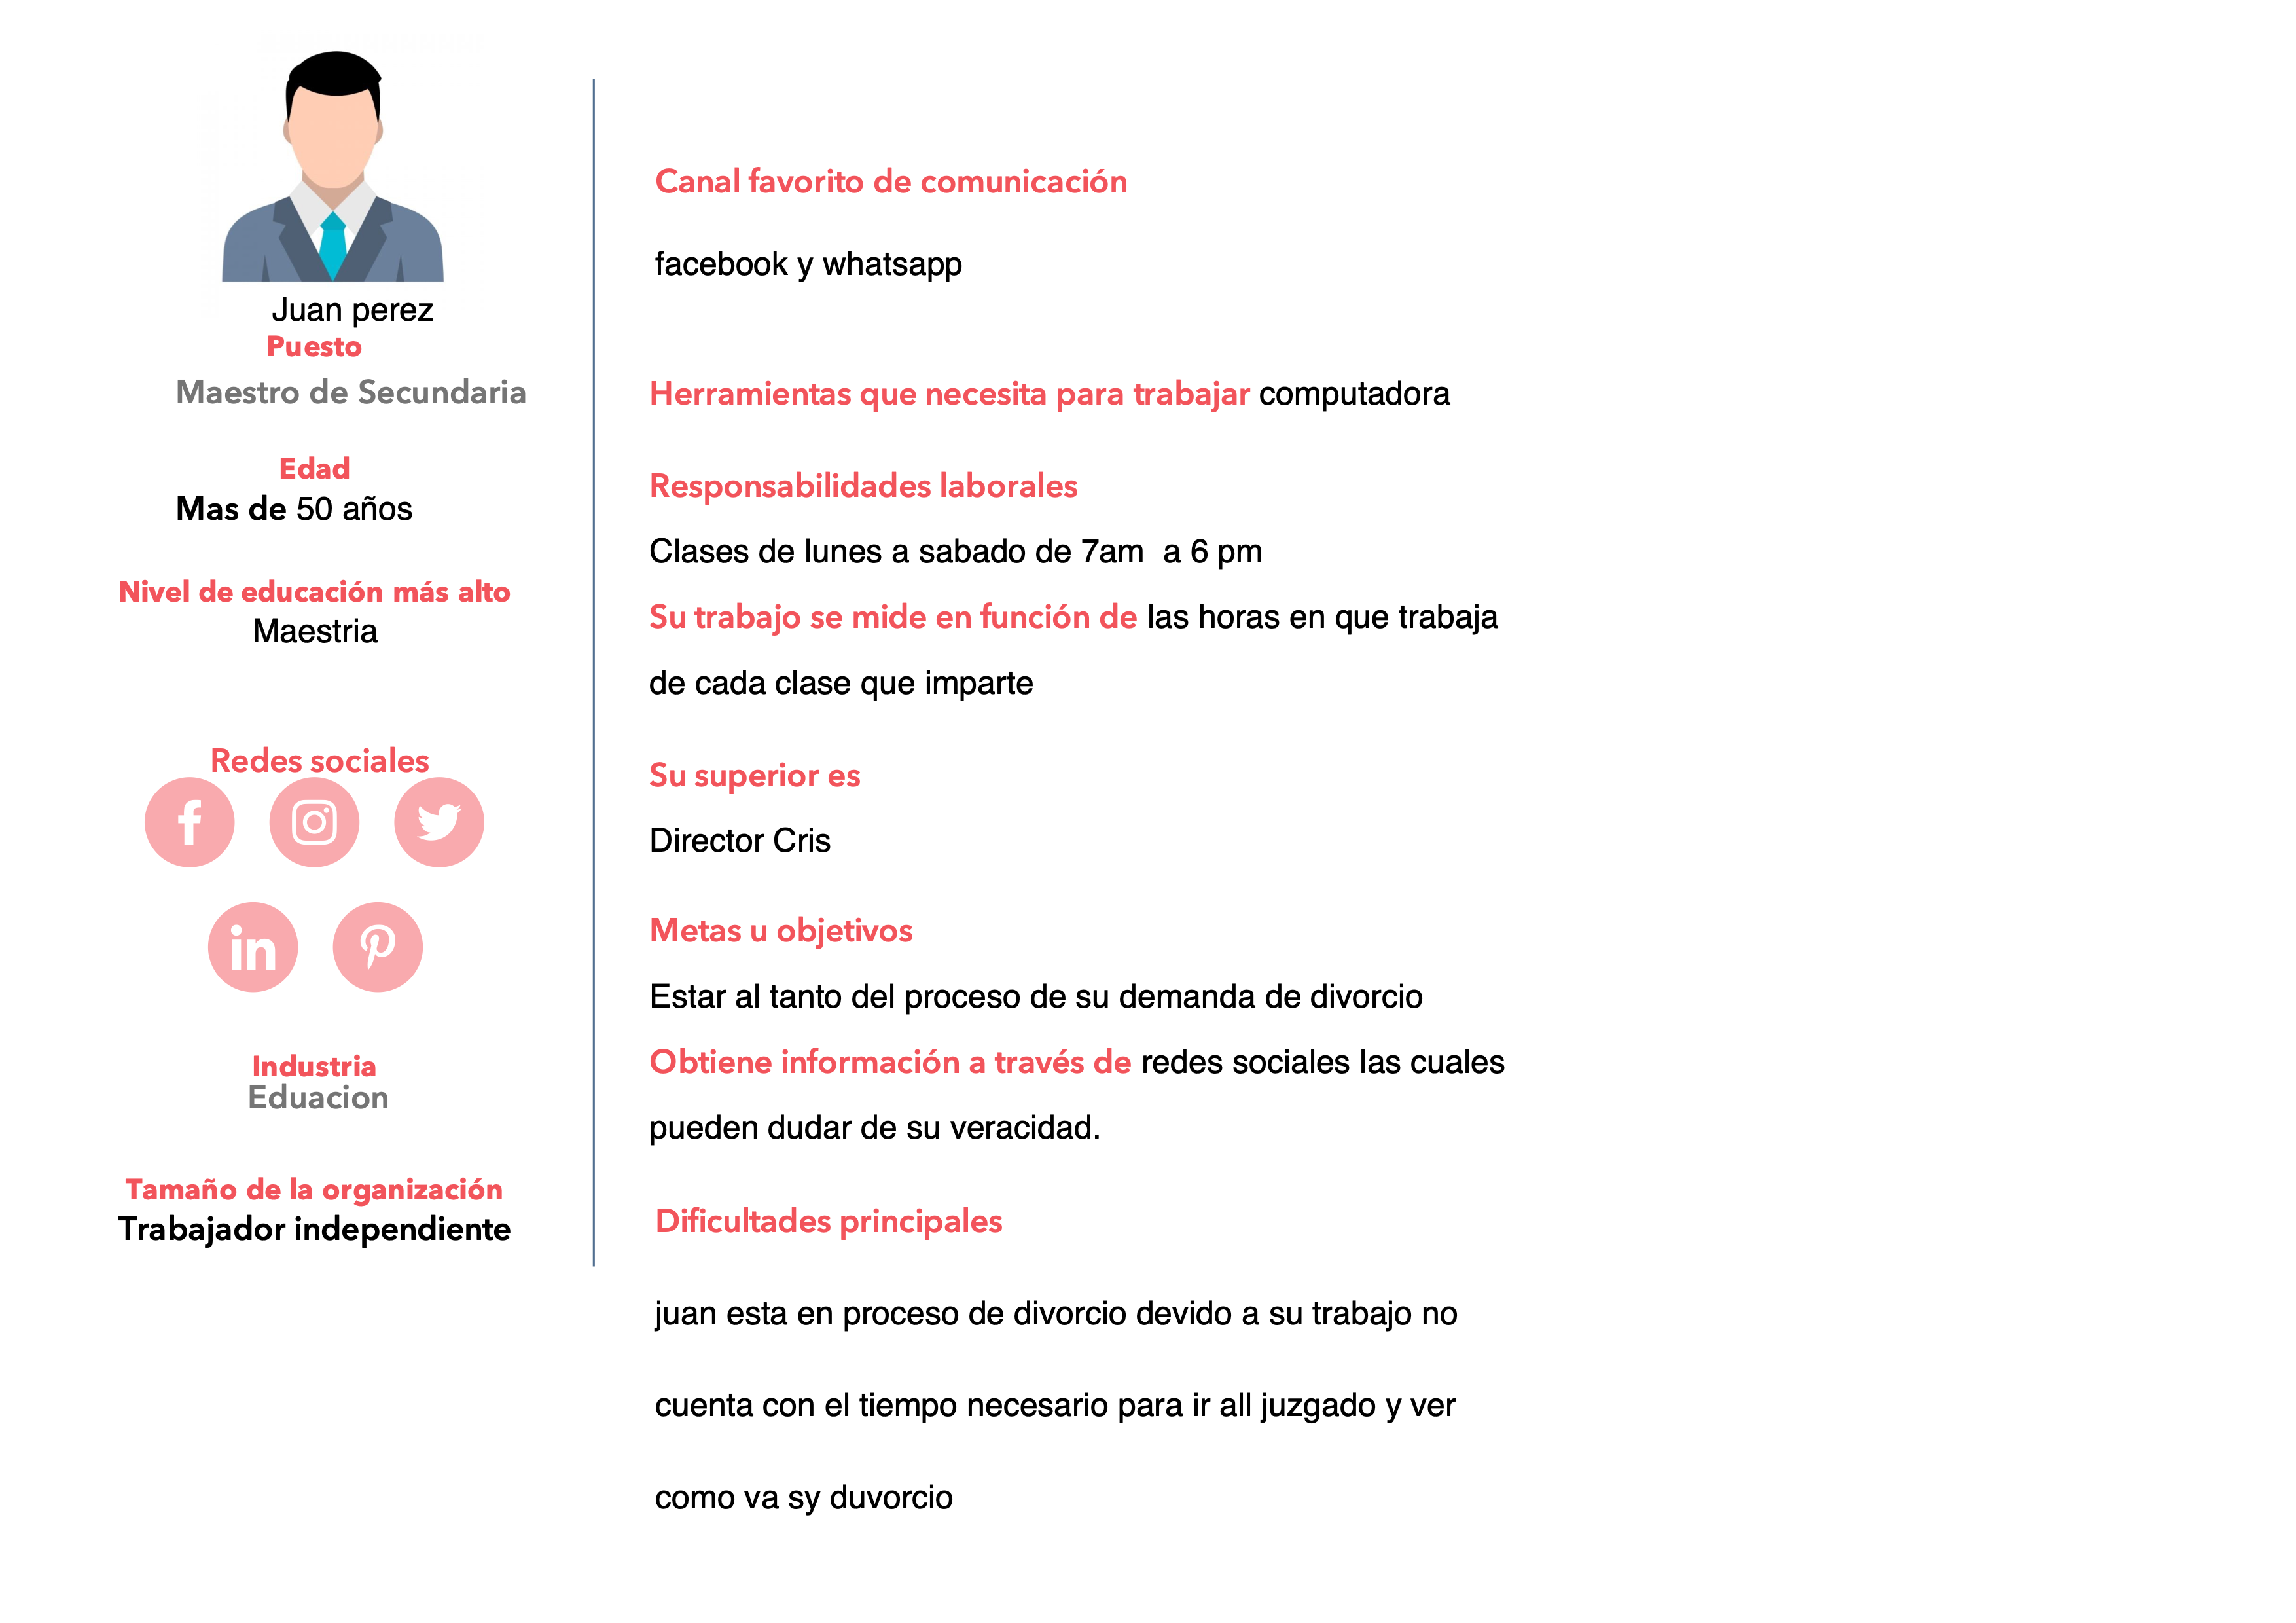 Juan perez
Puesto
Maestro de Secundaria
Edad
Mas de 50 años
Nivel de educación más alto
Maestria
Redes sociales
f
in
Industria
Eduacion
Tamaño de la organización
Trabajador independiente
Canal favorito de comunicación
facebook y whatsapp
Herramientas que necesita para trabajar computadora
Responsabilidades laborales
Clases de lunes a sabado de 7am  a 6 pm
Su trabajo se mide en función de las horas en que trabaja
de cada clase que imparte
Su superior es
Director Cris
Metas u objetivos
Estar al tanto del proceso de su demanda de divorcio
Obtiene información a través de redes sociales las cuales
pueden dudar de su veracidad.
Dificultades principales
juan esta en proceso de divorcio devido a su trabajo no
cuenta con el tiempo necesario para ir all juzgado y ver
como va sy duvorcio